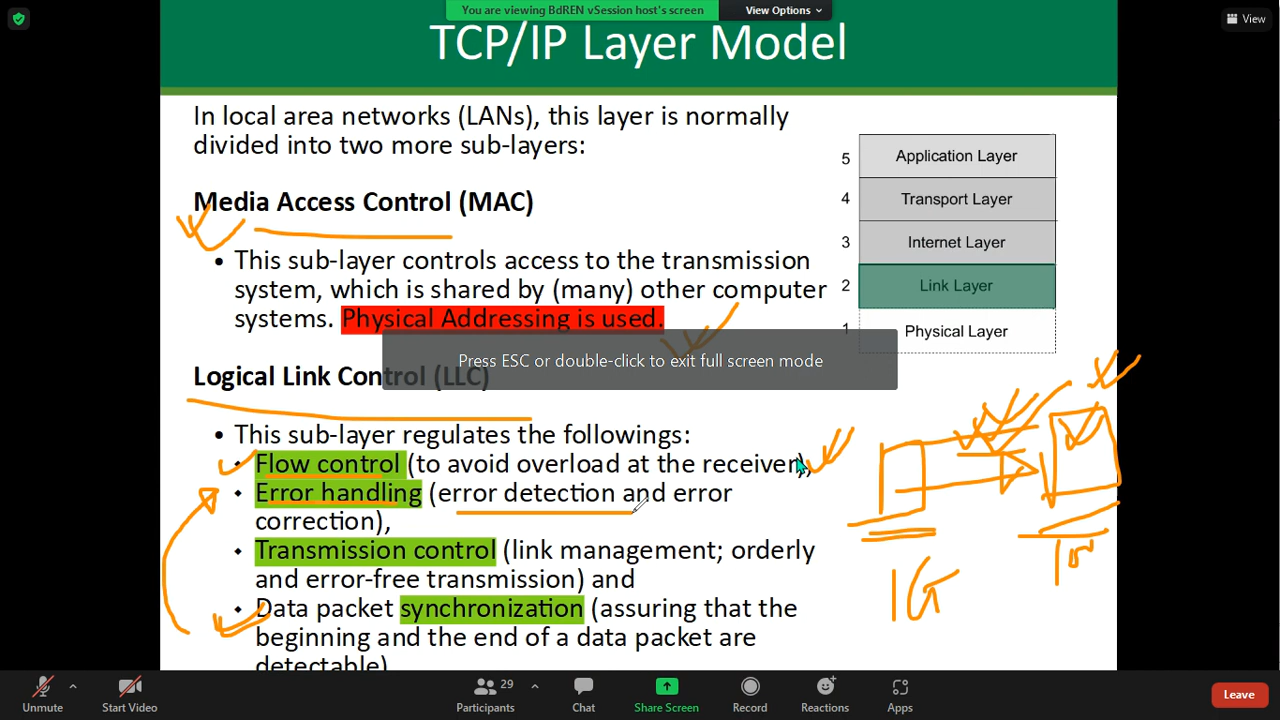 You are viewing BdREN vSession host's screen
View Options
View
TCP/IP Layer Model
In local area networks (LANs), this layer is normally
divided into two more sub-layers:
Media Access Control (MAC)
• This sub-layer controls access to the transmission
system, which is shared by (many) other computer
systems. Physical Addressing is used.
Press ESC or double-click to exit full screen mode
Logical Link Control (LLC)
• This sub-layer regulates the followings:
Flow control (to avoid overload at the receiver),
Error handling (error detection and error
correction),
Transmission control (link management; orderly
and error-free transmission) and
Data packet synchronization (assuring that the
beginning and the end of a data packet are
detectable)
5 Application Layer
4 Transport Layer
3 Internet Layer
2 Link Layer
1 Physical Layer
1G
Unmute
Start Video
Participants 29
Chat
Share Screen
Record
Reactions
Apps
Leave